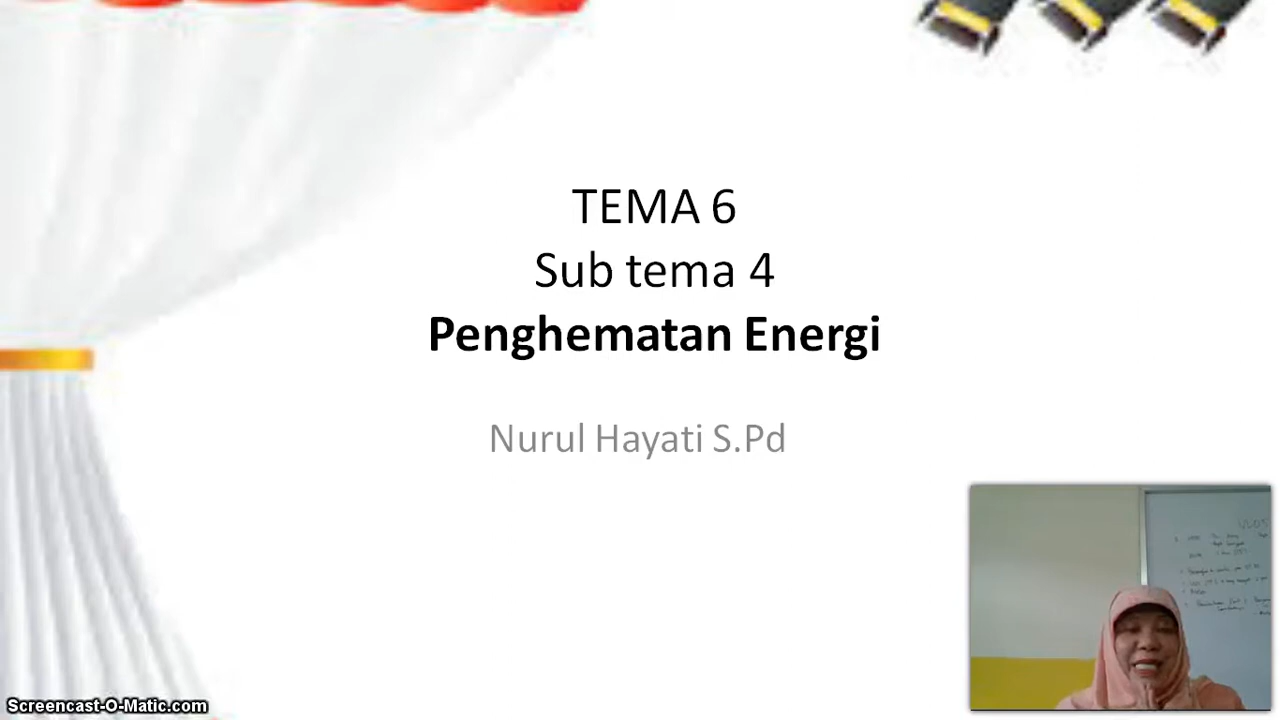 TEMA 6
Sub tema 4
Penghematan Energi
Nurul Hayati S.Pd
Screencast-O-Matic.com